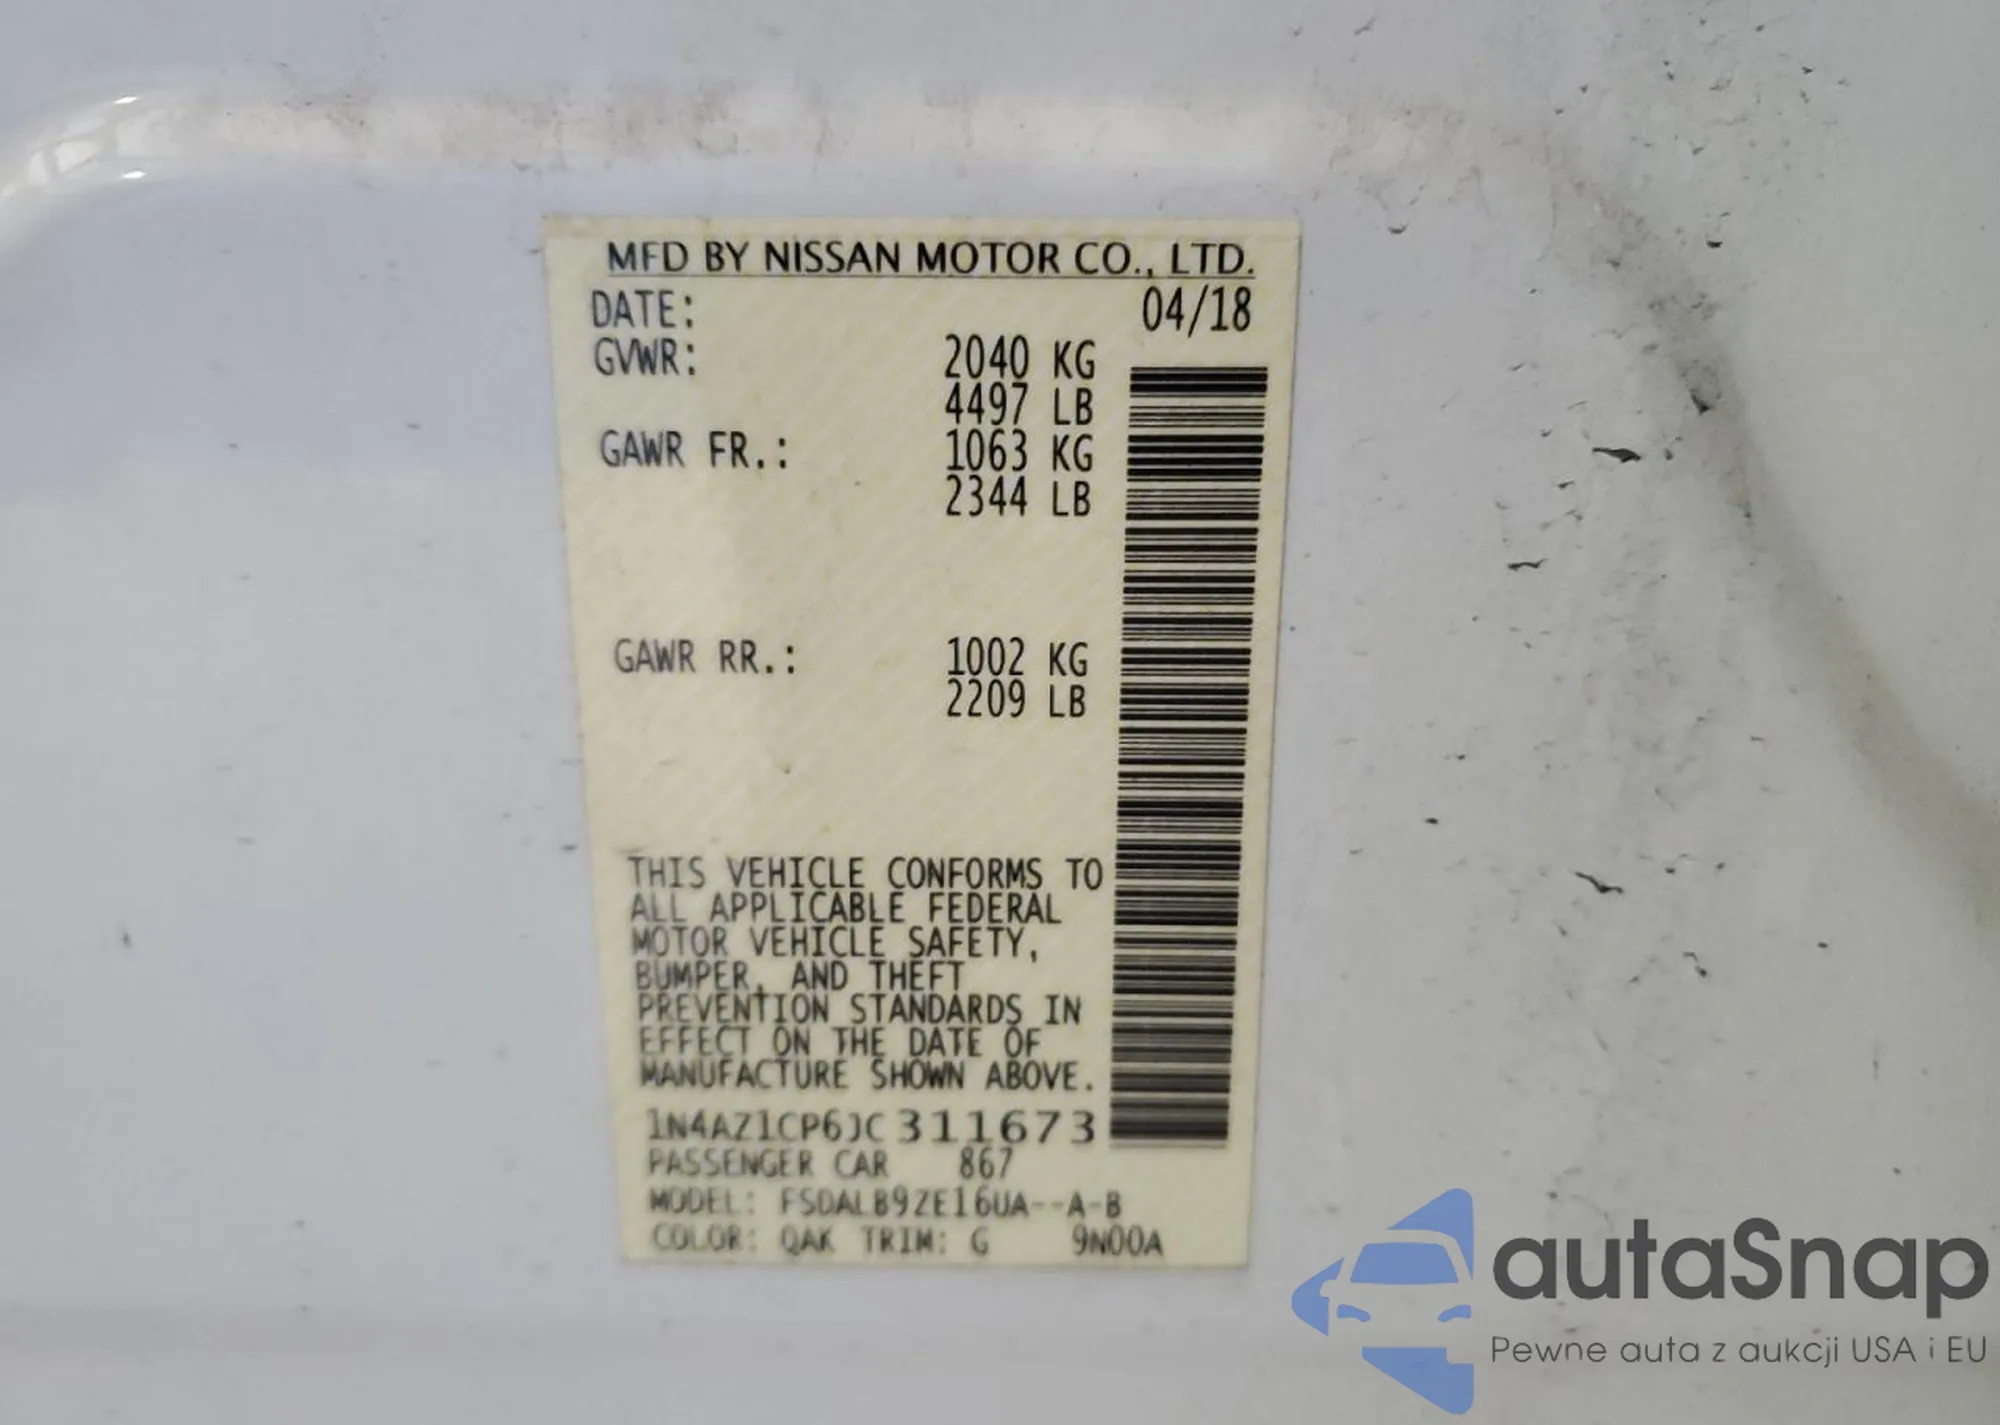 MFD BY NISSAN MOTOR CO., LTD.
DATE: 04/18
GVWR: 2040 KG
4497 LB
GAWR FR.: 1063 KG
2344 LB
GAWR RR.: 1002 KG
2209 LB
THIS VEHICLE CONFORMS TO
ALL APPLICABLE FEDERAL
MOTOR VEHICLE SAFETY,
BUMPER, AND THEFT
PREVENTION STANDARDS IN
EFFECT ON THE DATE OF
MANUFACTURE SHOWN ABOVE.
1N4AZ1CP6JC311673
PASSENGER CAR 867
MODEL: FSDALB9ZE16UA--A-B
COLOR: QAK TRIM: G 9N00A
autaSnap
Pewne auta z aukcji USA i EU